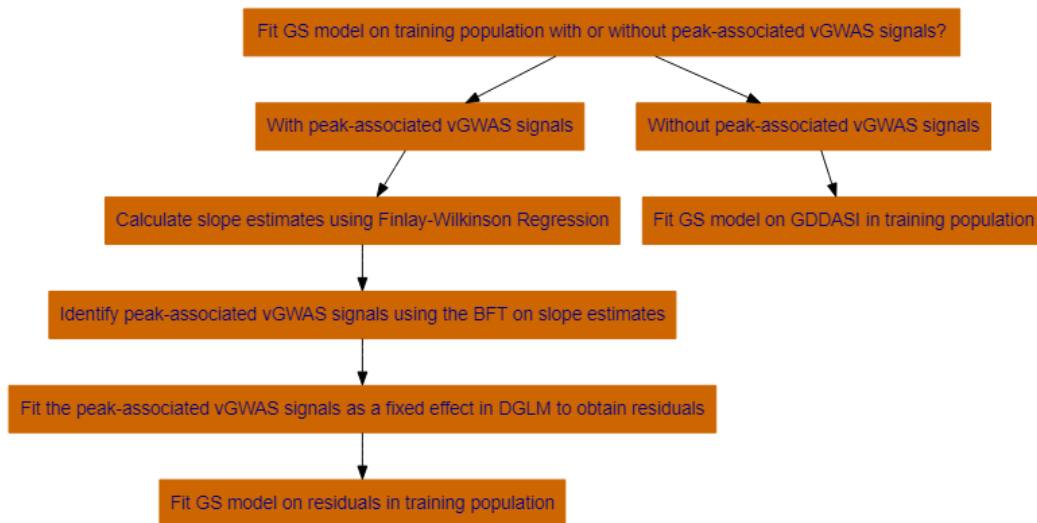 Fit GS model on training population with or without peak-associated vGWAS signals?
With peak-associated vGWAS signals
Without peak-associated vGWAS signals
Calculate slope estimates using Finlay-Wilkinson Regression
Fit GS model on GDDASI in training population
Identify peak-associated vGWAS signals using the BFT on slope estimates
Fit the peak-associated vGWAS signals as a fixed effect in DGLM to obtain residuals
Fit GS model on residuals in training population